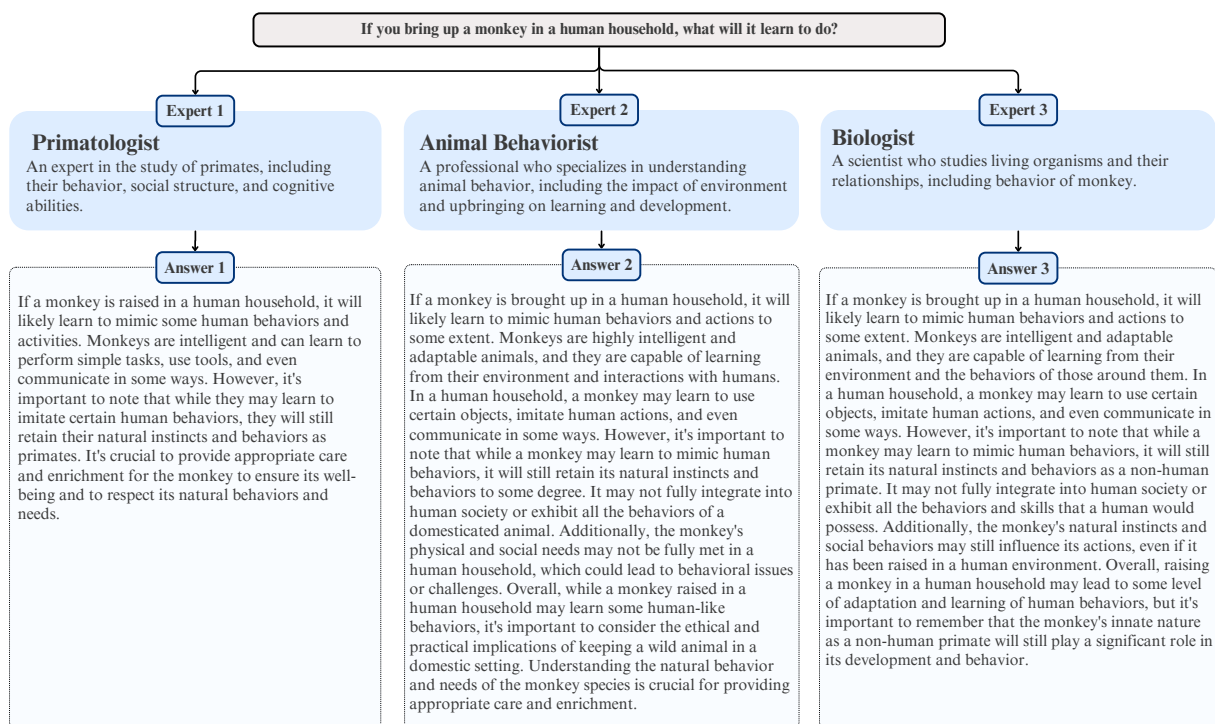 If you bring up a monkey in a human household, what will it learn to do?
Expert 1
Primatologist
An expert in the study of primates, including
their behavior, social structure, and cognitive
abilities.
Answer 1
If a monkey is raised in a human household, it will
likely learn to mimic some human behaviors and
activities. Monkeys are intelligent and can learn to
perform simple tasks, use tools, and even
communicate in some ways. However, it's
important to note that while they may learn to
imitate certain human behaviors, they will still
retain their natural instincts and behaviors as
primates. It's crucial to provide appropriate care
and enrichment for the monkey to ensure its well-
being and to respect its natural behaviors and
needs.
Expert 2
Animal Behaviorist
A professional who specializes in understanding
animal behavior, including the impact of environment
and upbringing on learning and development.
Answer 2
If a monkey is brought up in a human household, it will
likely learn to mimic human behaviors and actions to
some extent. Monkeys are highly intelligent and
adaptable animals, and they are capable of learning
from their environment and interactions with humans.
In a human household, a monkey may learn to use
certain objects, imitate human actions, and even
communicate in some ways. However, it's important to
note that while a monkey may learn to mimic human
behaviors, it will still retain its natural instincts and
behaviors to some degree. It may not fully integrate into
human society or exhibit all the behaviors of a
domesticated animal. Additionally, the monkey's
physical and social needs may not be fully met in a
human household, which could lead to behavioral issues
or challenges. Overall, while a monkey raised in a
human household may learn some human-like
behaviors, it's important to consider the ethical and
practical implications of keeping a wild animal in a
domestic setting. Understanding the natural behavior
and needs of the monkey species is crucial for providing
appropriate care and enrichment.
Expert 3
Biologist
A scientist who studies living organisms and their
relationships, including behavior of monkey.
Answer 3
If a monkey is brought up in a human household, it will
likely learn to mimic human behaviors and actions to
some extent. Monkeys are intelligent and adaptable
animals, and they are capable of learning from their
environment and the behaviors of those around them. In
a human household, a monkey may learn to use certain
objects, imitate human actions, and even communicate in
some ways. However, it's important to note that while a
monkey may learn to mimic human behaviors, it will still
retain its natural instincts and behaviors as a non-human
primate. It may not fully integrate into human society or
exhibit all the behaviors and skills that a human would
possess. Additionally, the monkey's natural instincts and
social behaviors may still influence its actions, even if it
has been raised in a human environment. Overall, raising
a monkey in a human household may lead to some level
of adaptation and learning of human behaviors, but it's
important to remember that the monkey's innate nature
as a non-human primate will still play a significant role in
its development and behavior.